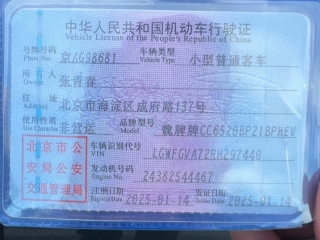 中华人民共和国机动车行驶证
Vehicle License of the People's Republic of China
号牌号码 京AG98681 车辆类型 小型普通客车
Plate No. Vehicle Type
所有人 张青春
Owner
住址 北京市海淀区成府路137号
Address
使用性质 非营运 品牌型号 魏牌牌CC6520BP21BPHEV
Use Character Model
北京市公 车辆识别代号 LGWFGVA72RH297440
VIN
安局公安 发动机号码 24382544467
Engine No.
交通管理局 注册日期 2025-01-14 发证日期 2025-01-14
Register Date Issue Date